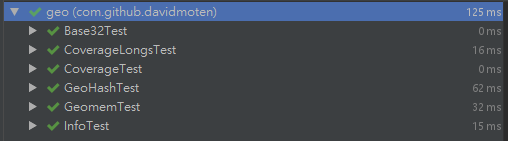 geo (com.github.davidmoten) 125 ms
Base32Test 0 ms
CoverageLongsTest 16 ms
CoverageTest 0 ms
GeoHashTest 62 ms
GeomemTest 32 ms
InfoTest 15 ms